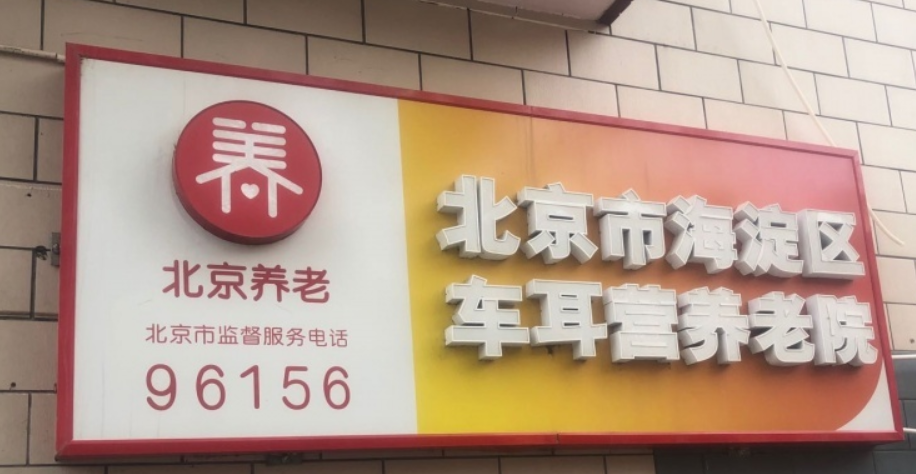 养
北京养老
北京市监督服务电话
96156
北京市海淀区
车耳营养老院